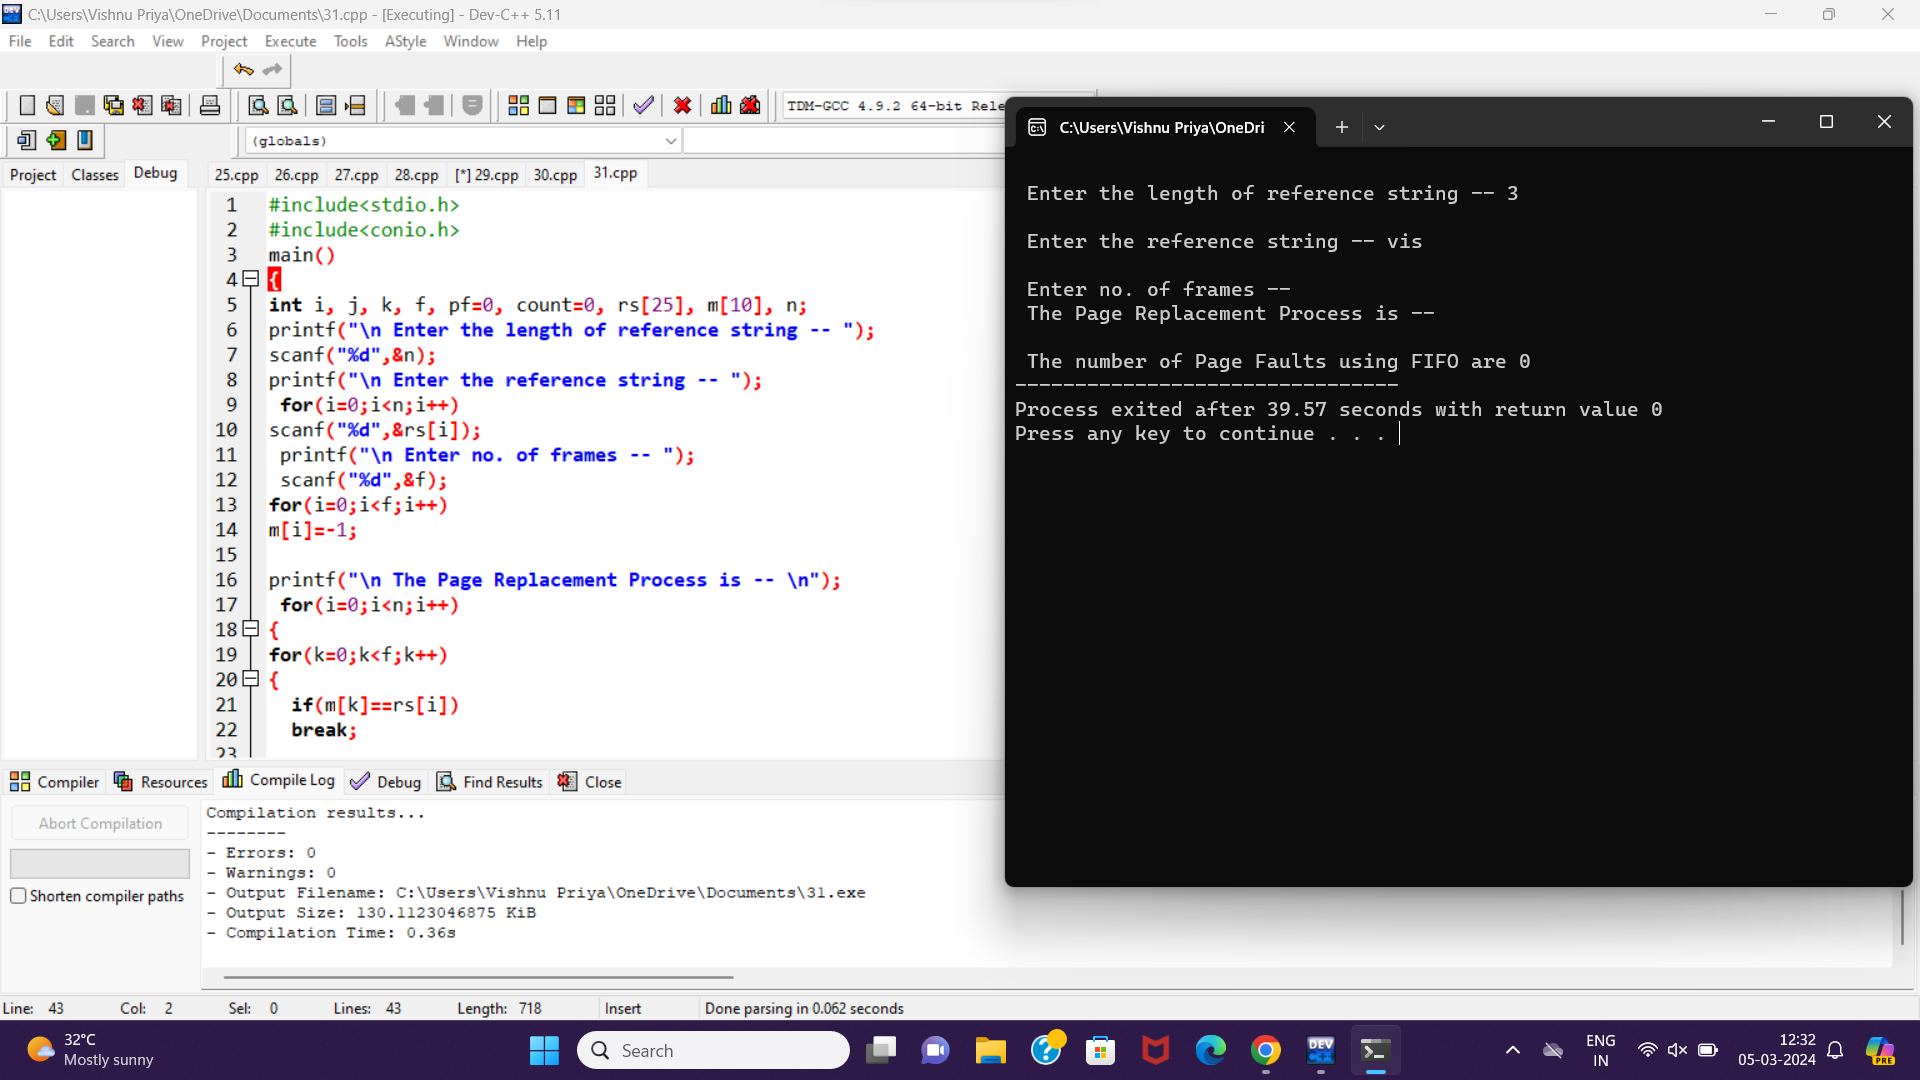 C:\Users\Vishnu Priya\OneDrive\Documents\31.cpp - [Executing] - Dev-C++ 5.11
File Edit Search View Project Execute Tools AStyle Window Help
TDM-GCC 4.9.2 64-bit Rele
(globals)
Project Classes Debug
25.cpp 26.cpp 27.cpp 28.cpp [*] 29.cpp 30.cpp 31.cpp
1 #include<stdio.h>
2 #include<conio.h>
3 main()
4 {
5 int i, j, k, f, pf=0, count=0, rs[25], m[10], n;
6 printf("\n Enter the length of reference string -- ");
7 scanf("%d",&n);
8 printf("\n Enter the reference string -- ");
9 for(i=0;i<n;i++)
10 scanf("%d",&rs[i]);
11 printf("\n Enter no. of frames -- ");
12 scanf("%d",&f);
13 for(i=0;i<f;i++)
14 m[i]=-1;
15
16 printf("\n The Page Replacement Process is -- \n");
17 for(i=0;i<n;i++)
18 {
19 for(k=0;k<f;k++)
20 {
21 if(m[k]==rs[i])
22 break;
23
C:\Users\Vishnu Priya\OneDri
Enter the length of reference string -- 3
Enter the reference string -- vis
Enter no. of frames --
The Page Replacement Process is --
The number of Page Faults using FIFO are 0
--------------------------------
Process exited after 39.57 seconds with return value 0
Press any key to continue . . .
Compiler Resources Compile Log Debug Find Results Close
Abort Compilation
Shorten compiler paths
Compilation results...
--------
- Errors: 0
- Warnings: 0
- Output Filename: C:\Users\Vishnu Priya\OneDrive\Documents\31.exe
- Output Size: 130.1123046875 KiB
- Compilation Time: 0.36s
Line: 43 Col: 2 Sel: 0 Lines: 43 Length: 718 Insert Done parsing in 0.062 seconds
32°C
Mostly sunny
Search
DEV
ENG
IN
12:32
05-03-2024
PRE